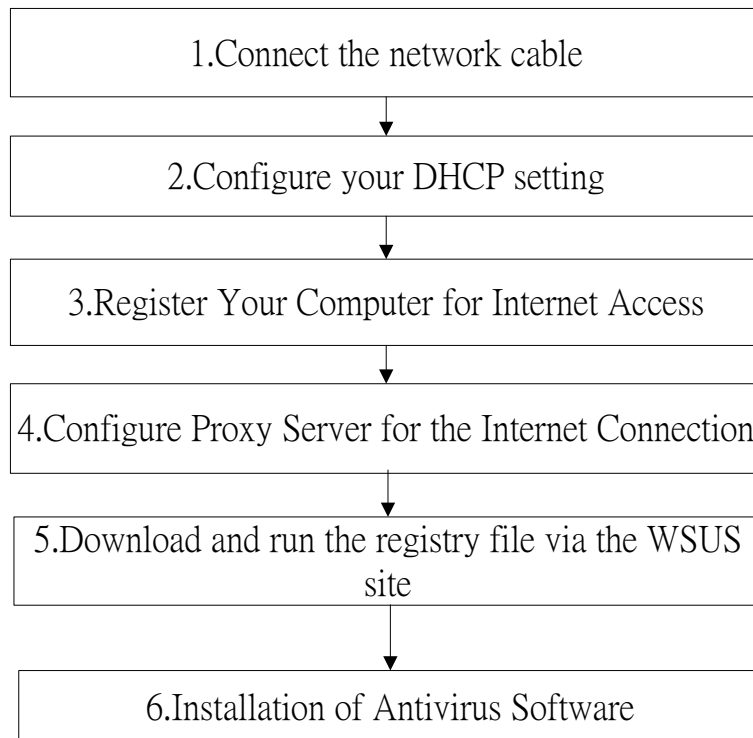 1.Connect the network cable
2.Configure your DHCP setting
3.Register Your Computer for Internet Access
4.Configure Proxy Server for the Internet Connection
5.Download and run the registry file via the WSUS
site
6.Installation of Antivirus Software